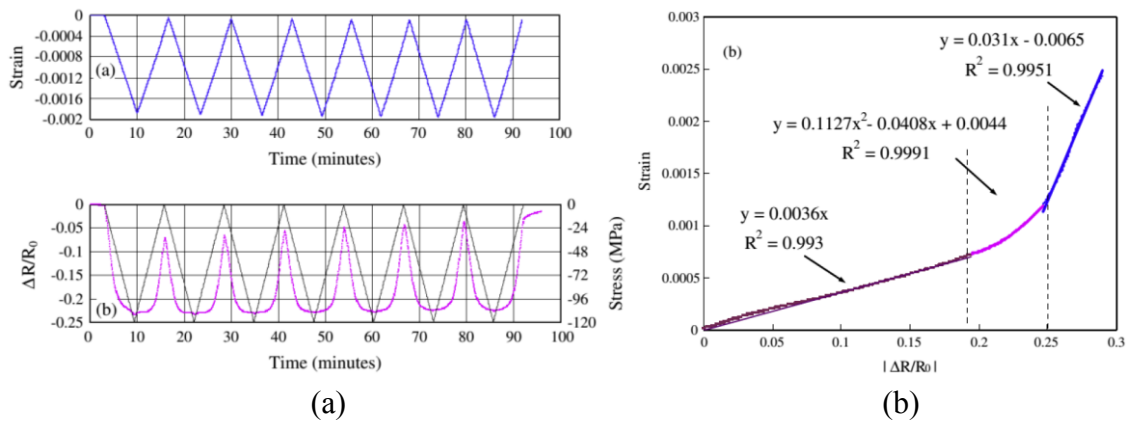 0
-0.0004
-0.0008
-0.0012
-0.0016
-0.002
Strain
(a)
0 10 20 30 40 50 60 70 80 90 100
Time (minutes)
0
-0.05
-0.1
-0.15
-0.2
-0.25
ΔR/R₀
(b)
0
-24
-48
-72
-96
-120
Stress (MPa)
0 10 20 30 40 50 60 70 80 90 100
Time (minutes)
(a)
0.003
0.0025
0.002
0.0015
0.001
0.0005
0
Strain
(b)
y = 0.031x - 0.0065
R² = 0.9951
y = 0.1127x² - 0.0408x + 0.0044
R² = 0.9991
y = 0.0036x
R² = 0.993
0 0.05 0.1 0.15 0.2 0.25 0.3
| ΔR/R₀ |
(b)